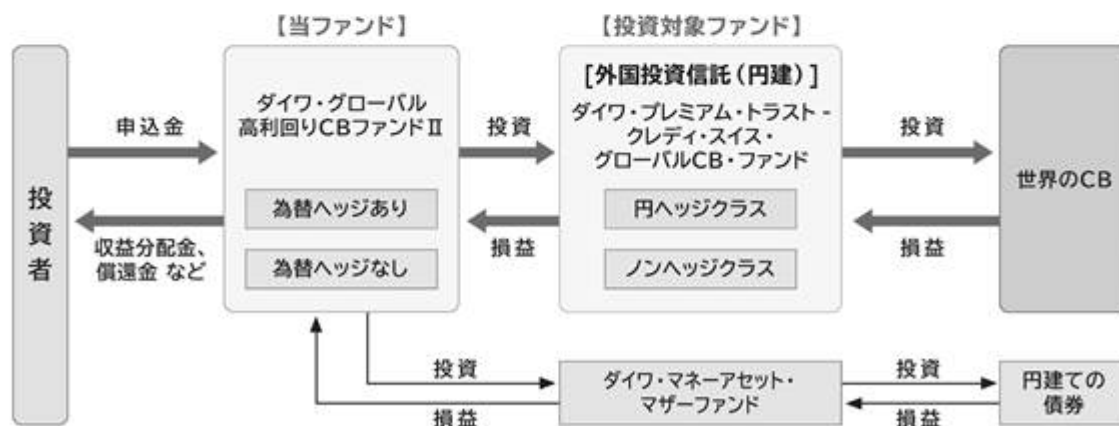 【当ファンド】
【投資対象ファンド】
投資者
申込金
収益分配金、
償還金 など
ダイワ・グローバル
高利回りCBファンドⅡ
為替ヘッジあり
為替ヘッジなし
投資
損益
[外国投資信託(円建)]
ダイワ・プレミアム・トラスト -
クレディ・スイス・
グローバルCB・ファンド
円ヘッジクラス
ノンヘッジクラス
投資
損益
世界のCB
投資
損益
ダイワ・マネーアセット・
マザーファンド
投資
損益
円建ての
債券